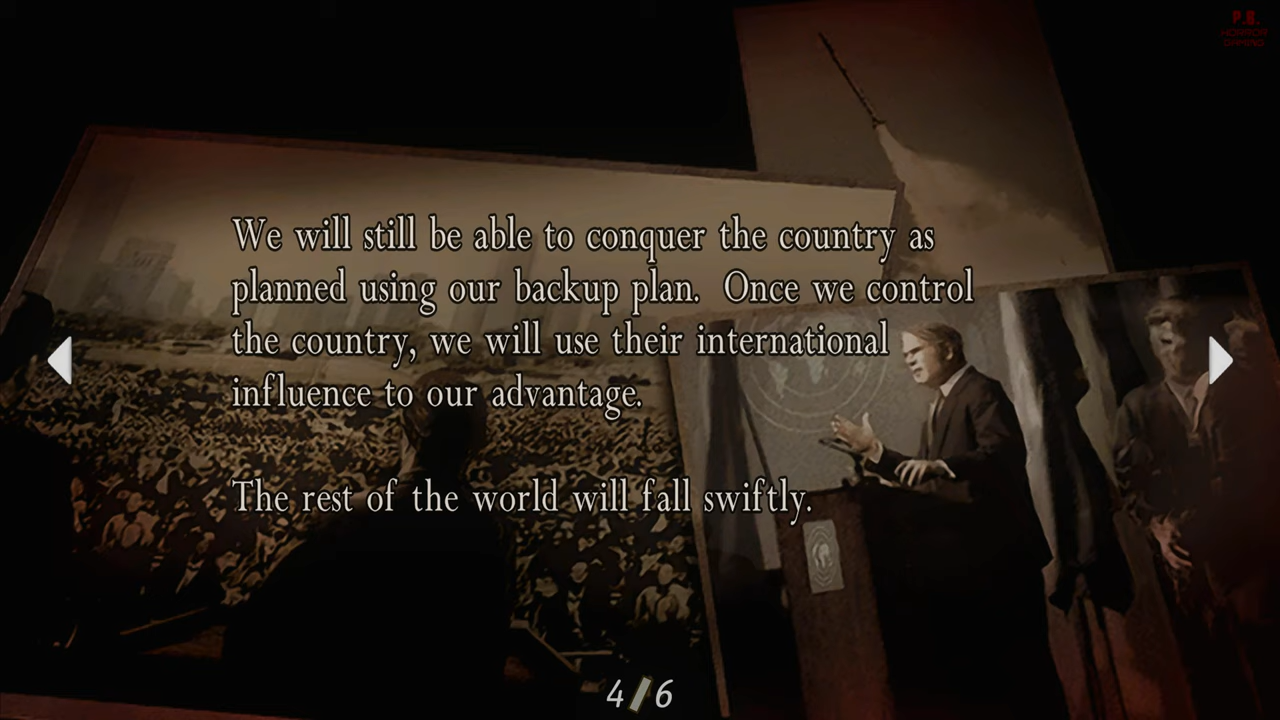 P.B.
HORROR
GAMING
We will still be able to conquer the country as
planned using our backup plan.  Once we control
the country, we will use their international
influence to our advantage.
The rest of the world will fall swiftly.
4/6